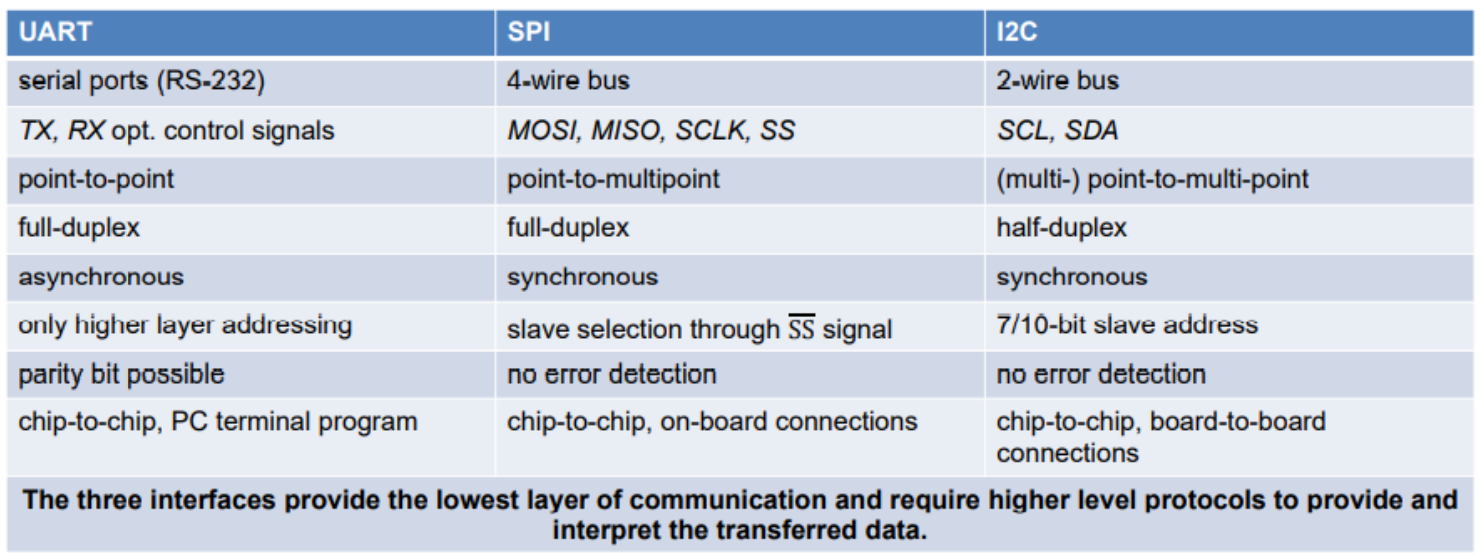 UART SPI I2C
serial ports (RS-232) 4-wire bus 2-wire bus
TX, RX opt. control signals MOSI, MISO, SCLK, SS SCL, SDA
point-to-point point-to-multipoint (multi-) point-to-multi-point
full-duplex full-duplex half-duplex
asynchronous synchronous synchronous
only higher layer addressing slave selection through S̅S̅ signal 7/10-bit slave address
parity bit possible no error detection no error detection
chip-to-chip, PC terminal program chip-to-chip, on-board connections chip-to-chip, board-to-board
connections
The three interfaces provide the lowest layer of communication and require higher level protocols to provide and
interpret the transferred data.